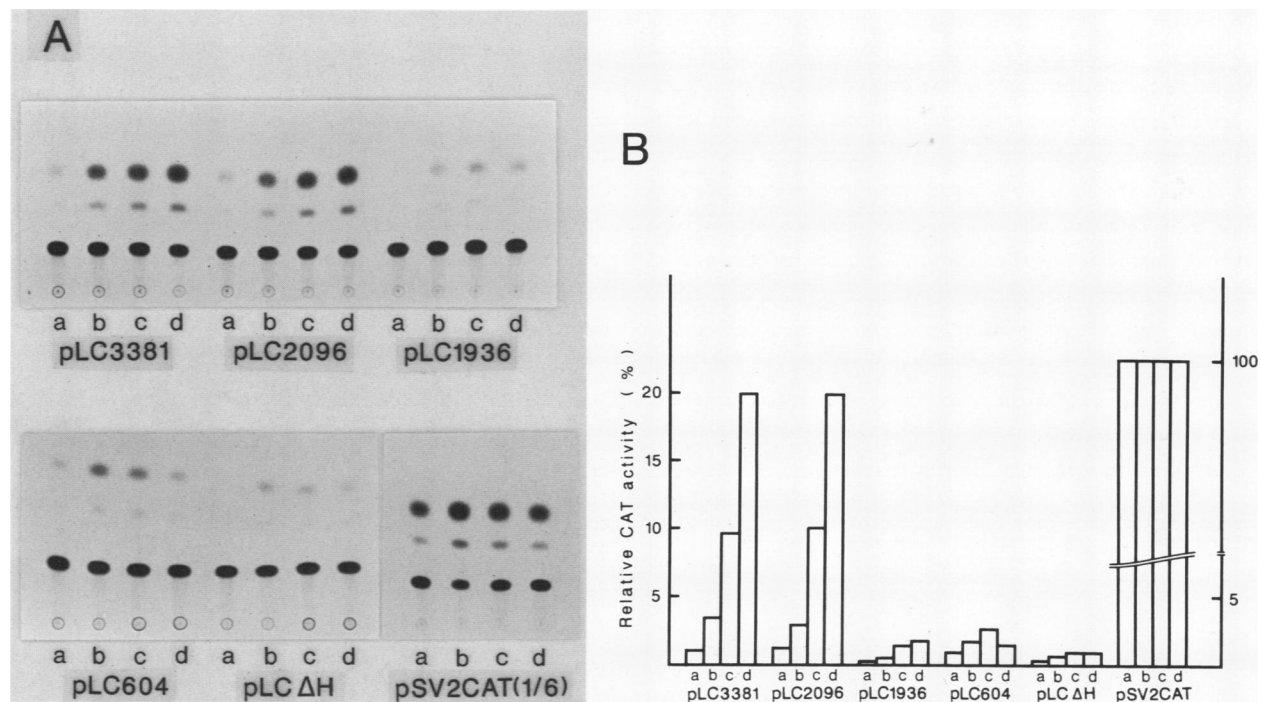 A
a b c d a b c d a b c d
pLC3381 pLC2096 pLC1936
a b c d a b c d a b c d
pLC604 pLC ΔH pSV2CAT(1/6)
B
Relative CAT activity ( % )
20
15
10
5
100
5
a b c d a b c d a b c d a b c d a b c d a b c d
pLC3381 pLC2096 pLC1936 pLC604 pLC ΔH pSV2CAT